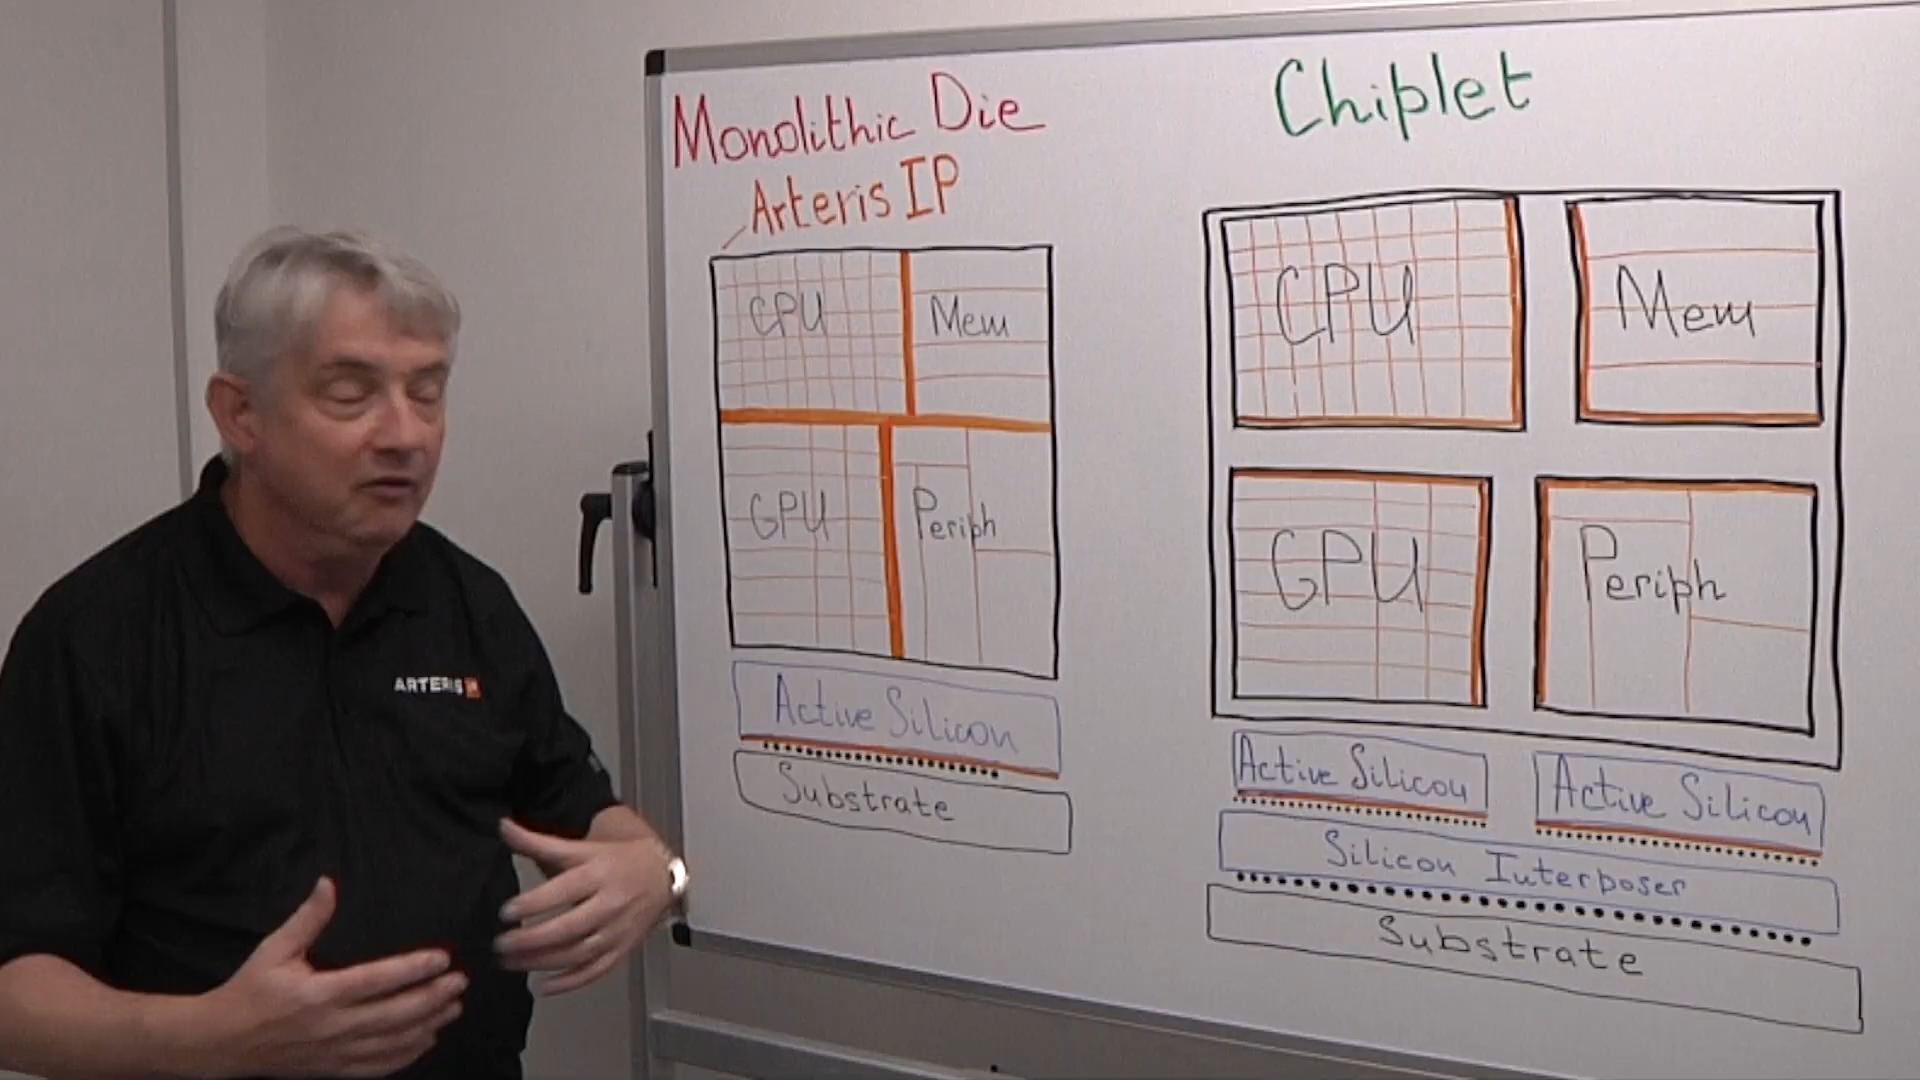 Monolithic Die
Arteris IP
CPU
Mem
GPU
Periph
Active Silicon
Substrate
Chiplet
CPU
Mem
GPU
Periph
Active Silicon
Active Silicon
Silicon Interposer
Substrate
ARTERIS IP